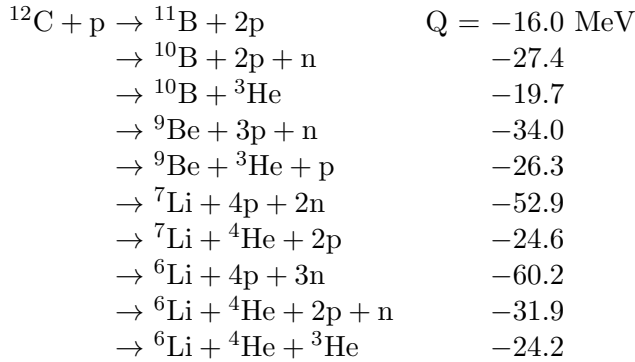 ¹²C + p → ¹¹B + 2p Q = −16.0 MeV
→ ¹⁰B + 2p + n −27.4
→ ¹⁰B + ³He −19.7
→ ⁹Be + 3p + n −34.0
→ ⁹Be + ³He + p −26.3
→ ⁷Li + 4p + 2n −52.9
→ ⁷Li + ⁴He + 2p −24.6
→ ⁶Li + 4p + 3n −60.2
→ ⁶Li + ⁴He + 2p + n −31.9
→ ⁶Li + ⁴He + ³He −24.2